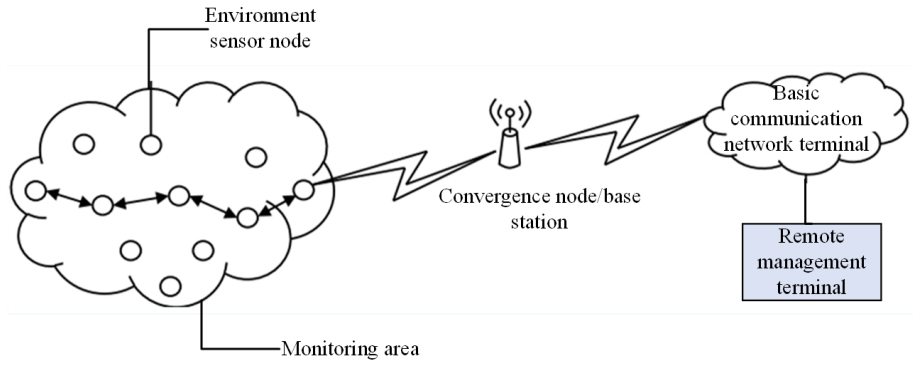 Environment
sensor node
Basic
communication
network terminal
Convergence node/base
station
Remote
management
terminal
Monitoring area